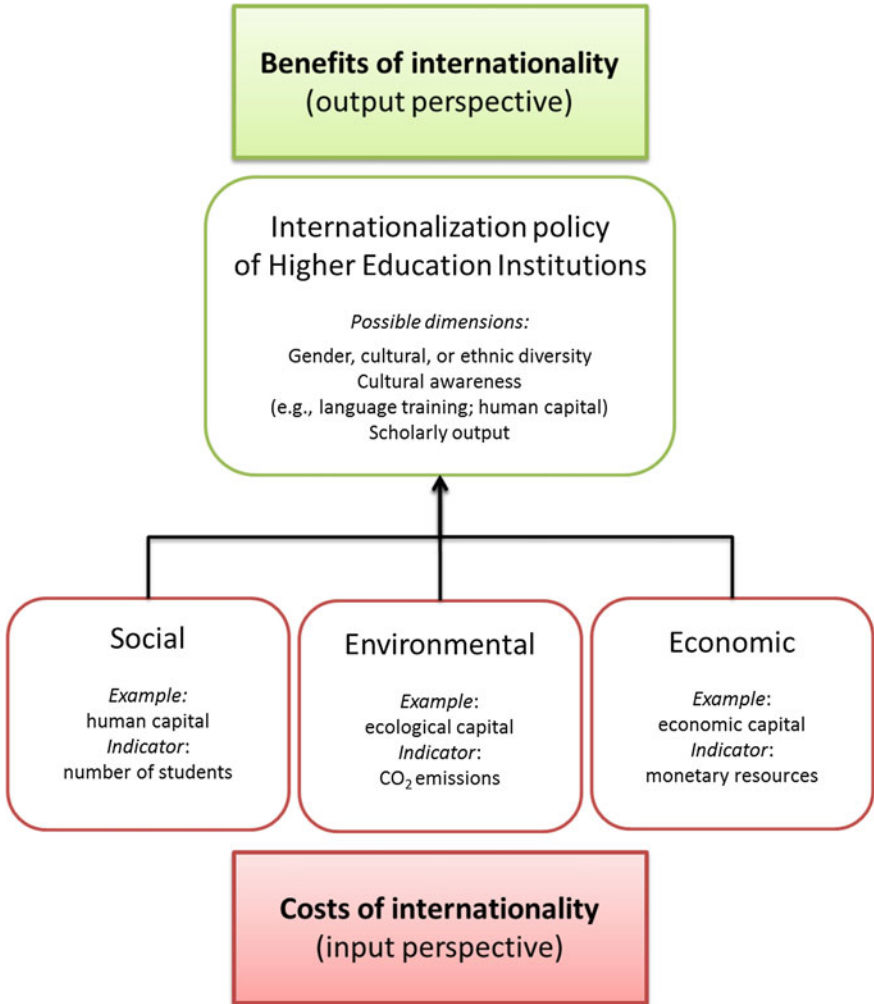 Benefits of internationality
(output perspective)
Internationalization policy
of Higher Education Institutions
Possible dimensions:
Gender, cultural, or ethnic diversity
Cultural awareness
(e.g., language training; human capital)
Scholarly output
Social
Example:
human capital
Indicator:
number of students
Environmental
Example:
ecological capital
Indicator:
CO₂ emissions
Economic
Example:
economic capital
Indicator:
monetary resources
Costs of internationality
(input perspective)